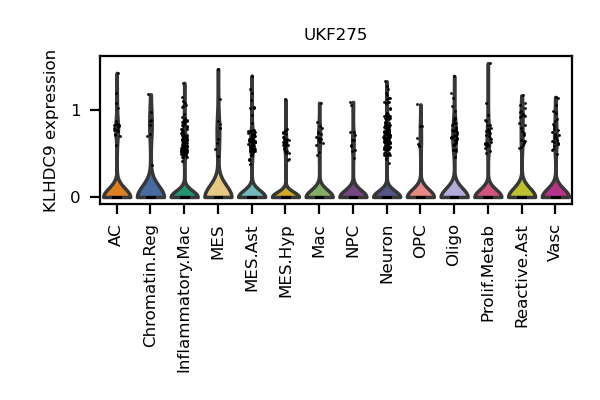 UKF275
KLHDC9 expression
1
0
AC
Chromatin.Reg
Inflammatory.Mac
MES
MES.Ast
MES.Hyp
Mac
NPC
Neuron
OPC
Oligo
Prolif.Metab
Reactive.Ast
Vasc